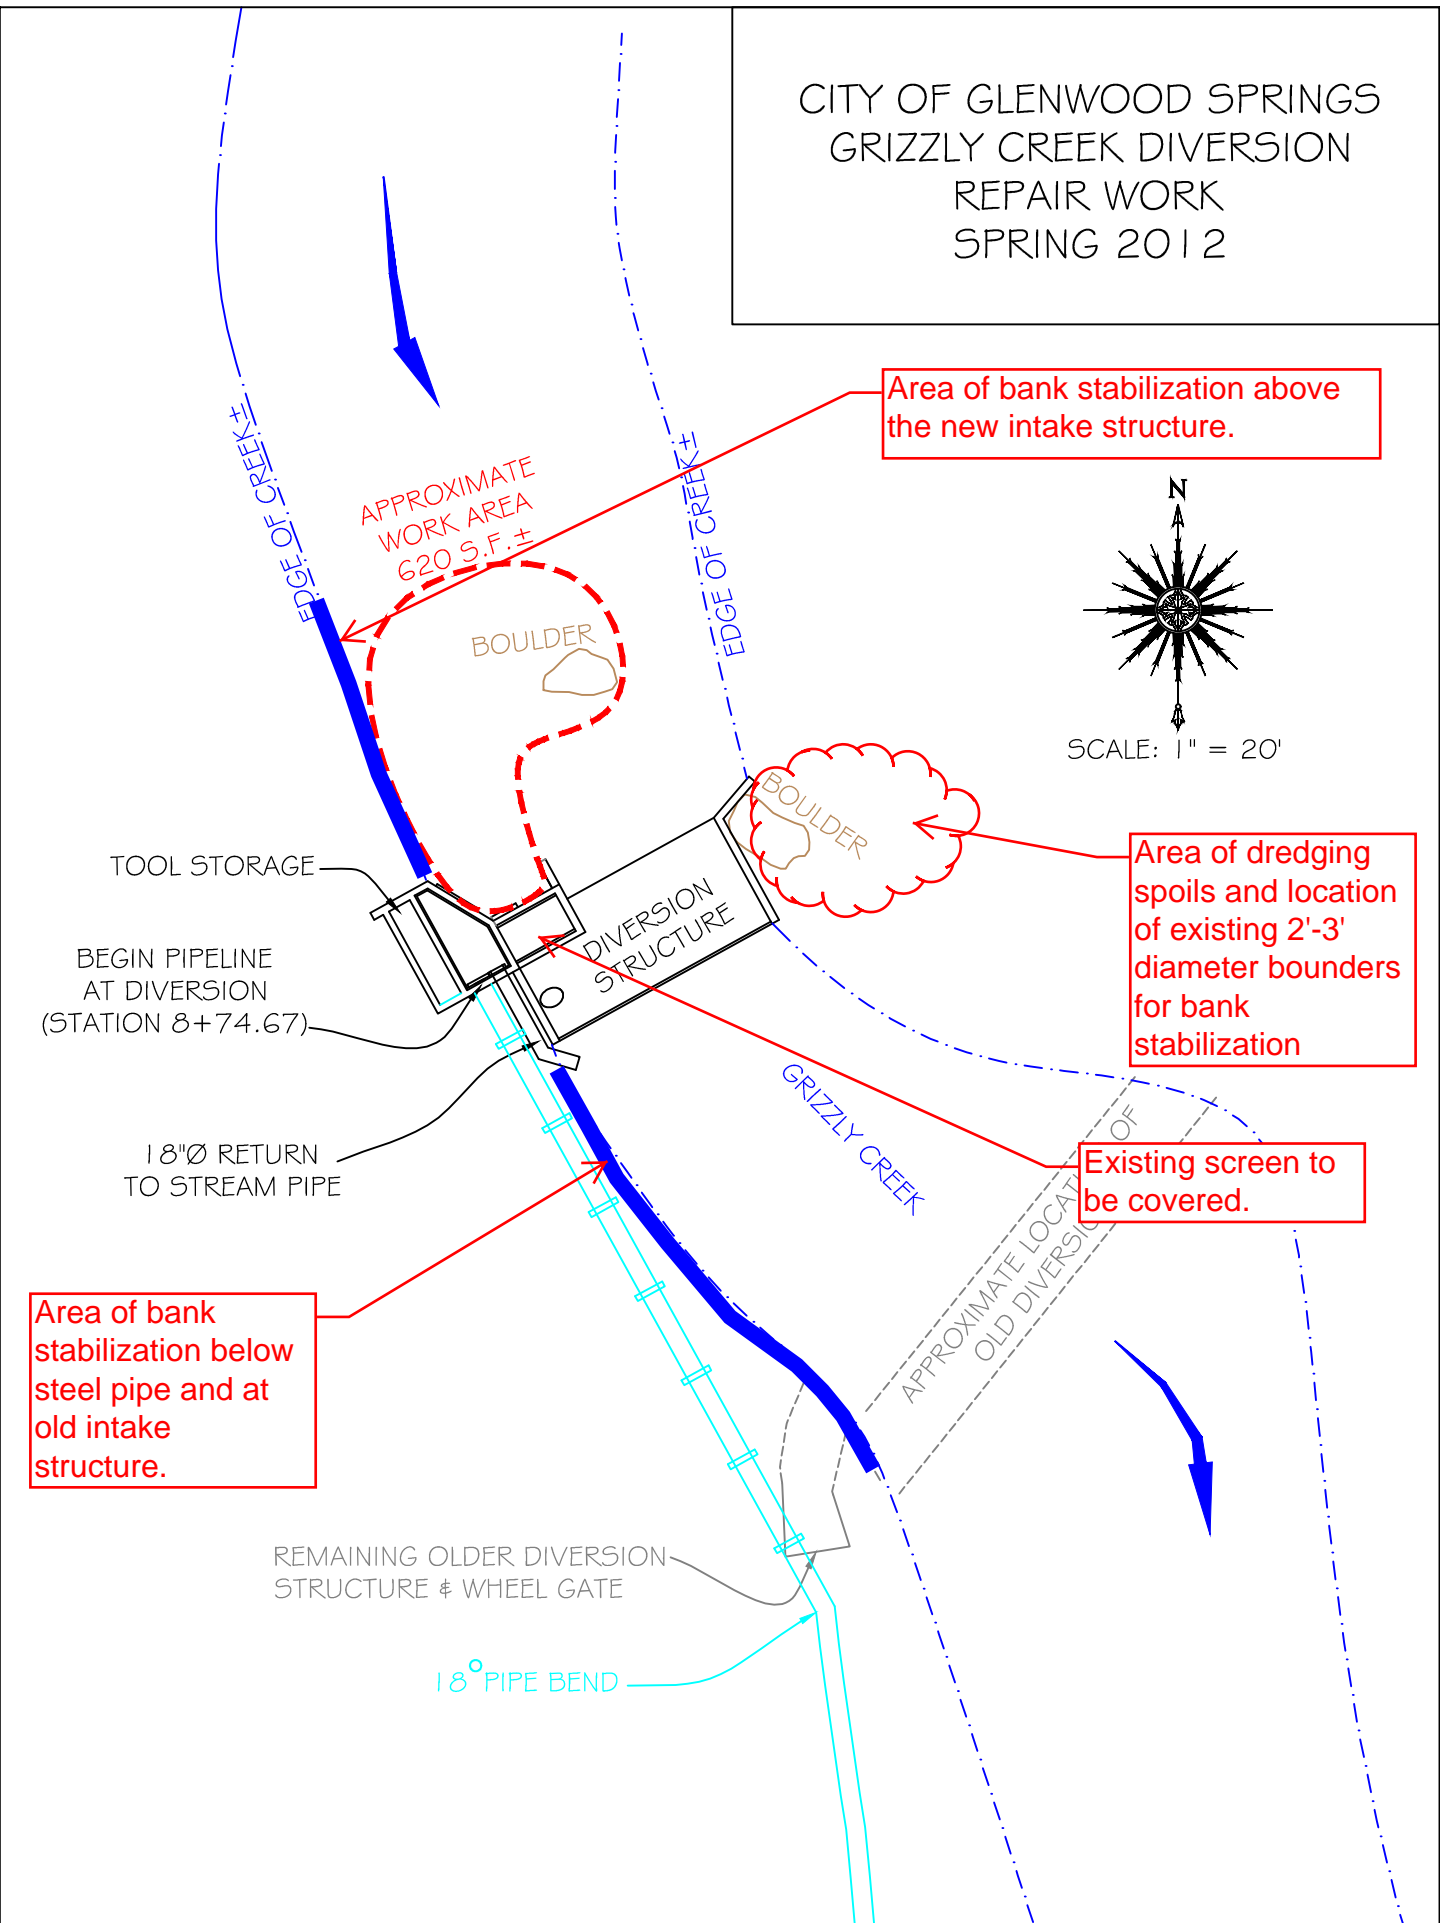 CITY OF GLENWOOD SPRINGS
GRIZZLY CREEK DIVERSION
REPAIR WORK
SPRING 2012
Area of bank stabilization above
the new intake structure.
EDGE OF CREEK±
APPROXIMATE
WORK AREA
620 S.F.±
EDGE OF CREEK±
N
BOULDER
SCALE: 1" = 20'
BOULDER
TOOL STORAGE
Area of dredging
spoils and location
of existing 2'-3'
diameter bounders
for bank
stabilization
DIVERSION
STRUCTURE
BEGIN PIPELINE
AT DIVERSION
(STATION 8+74.67)
GRIZZLY CREEK
18"Ø RETURN
TO STREAM PIPE
Existing screen to
be covered.
APPROXIMATE LOCATI OF
OLD DIVERSIO
Area of bank
stabilization below
steel pipe and at
old intake
structure.
REMAINING OLDER DIVERSION
STRUCTURE & WHEEL GATE
18° PIPE BEND